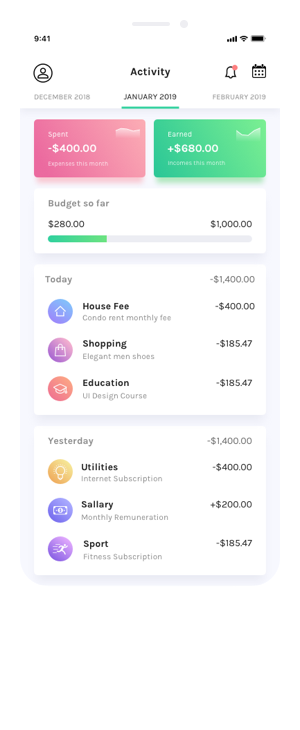 9:41
Activity
DECEMBER 2018 JANUARY 2019 FEBRUARY 2019
Spent Earned
-$400.00 +$680.00
Expenses this month Incomes this month
Budget so far
$280.00 $1,000.00
Today -$1,400.00
House Fee -$400.00
Condo rent monthly fee
Shopping -$185.47
Elegant men shoes
Education -$185.47
UI Design Course
Yesterday -$1,400.00
Utilities -$400.00
Internet Subscription
Sallary +$200.00
Monthly Remuneration
Sport -$185.47
Fitness Subscription